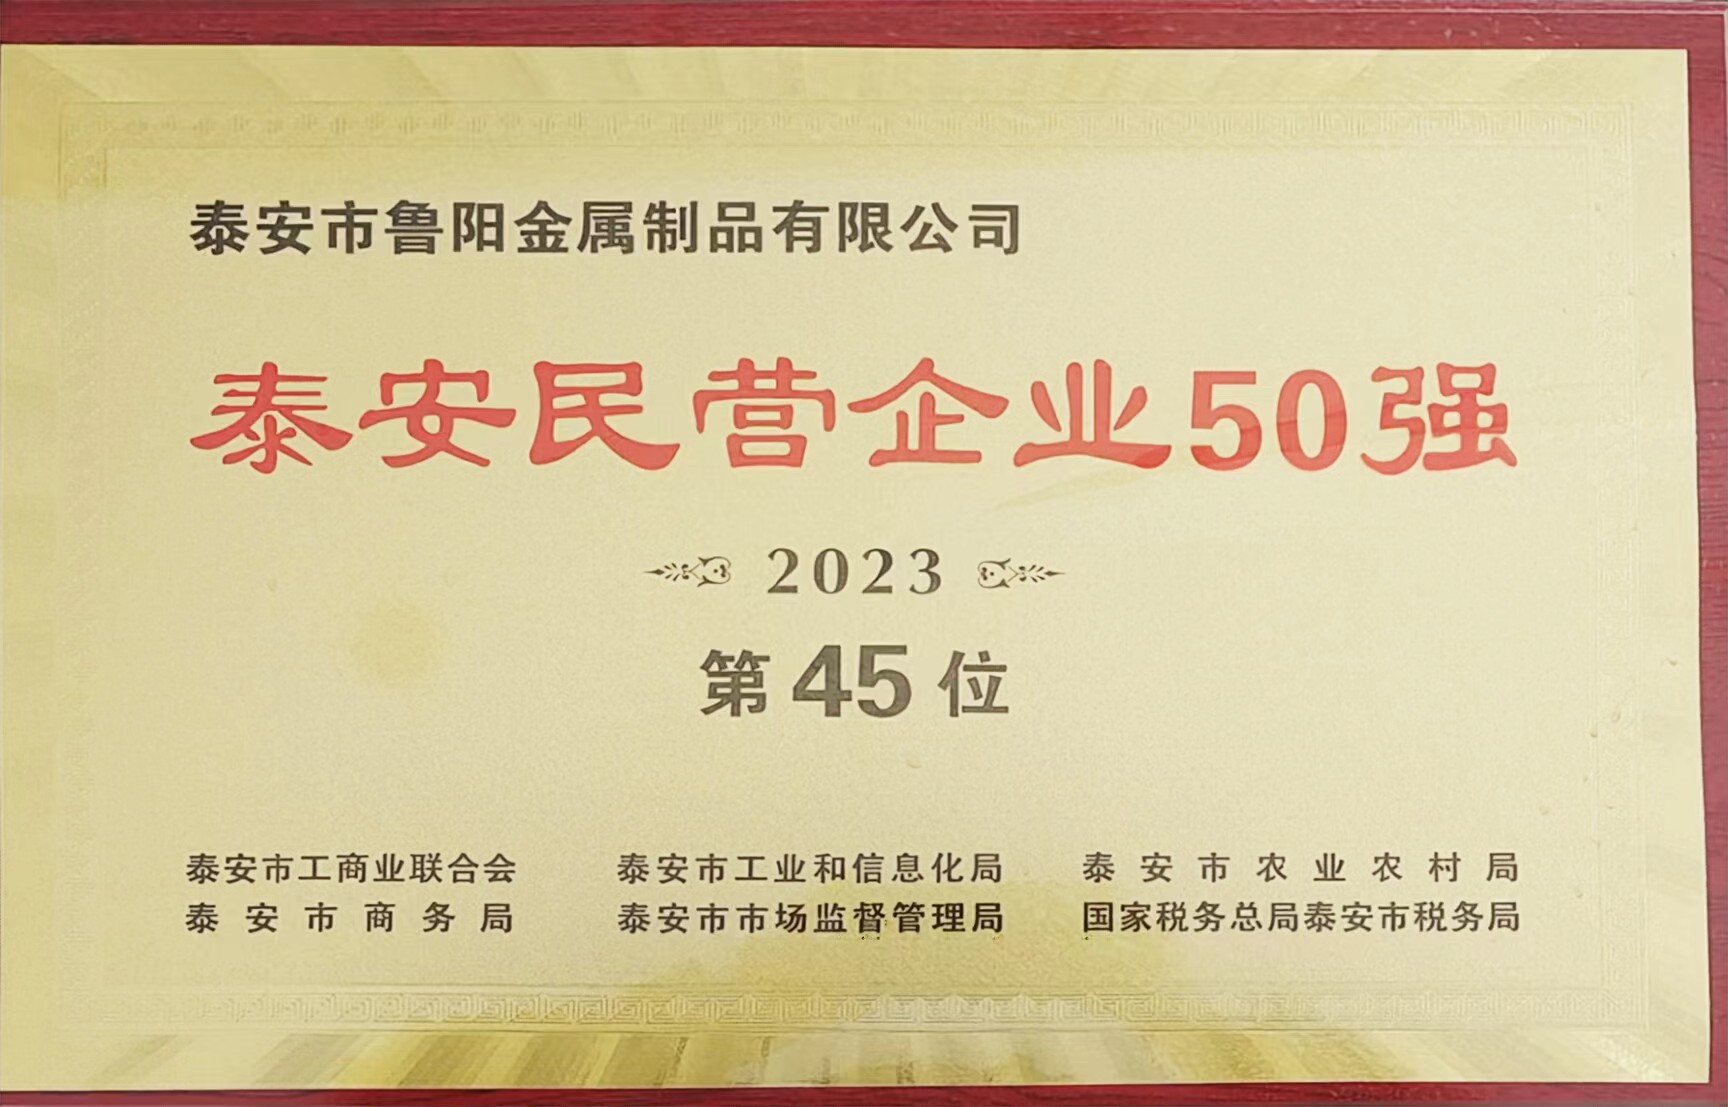 泰安市鲁阳金属制品有限公司
泰安民营企业50强
2023
第45位
泰安市工商业联合会 泰安市工业和信息化局 泰安市农业农村局
泰安市商务局 泰安市市场监督管理局 国家税务总局泰安市税务局